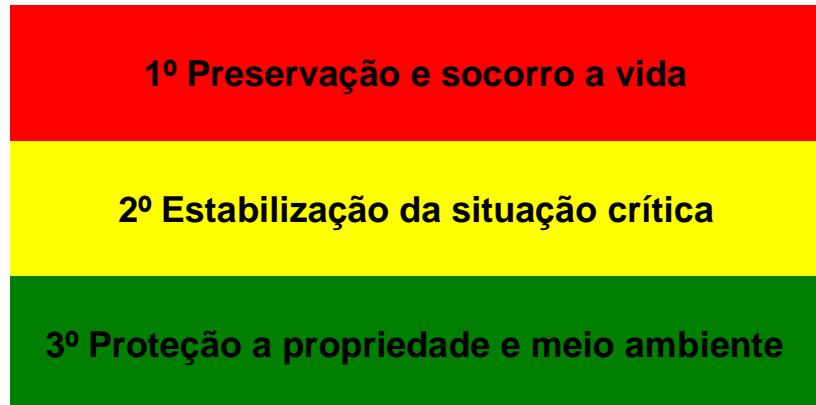 1º Preservação e socorro a vida
2º Estabilização da situação crítica
3º Proteção a propriedade e meio ambiente